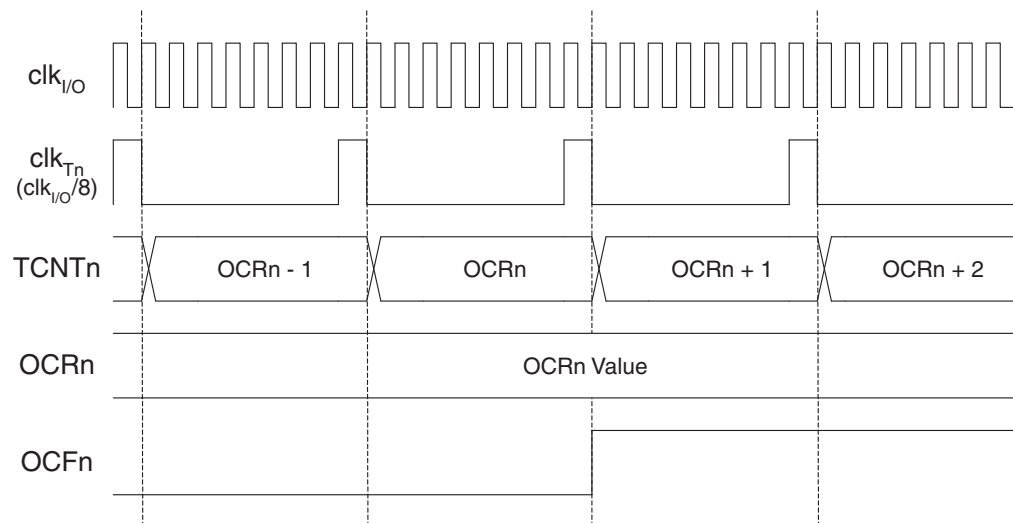 clkI/O
clkTn
(clkI/O/8)
TCNTn
OCRn - 1
OCRn
OCRn + 1
OCRn + 2
OCRn
OCRn Value
OCFn